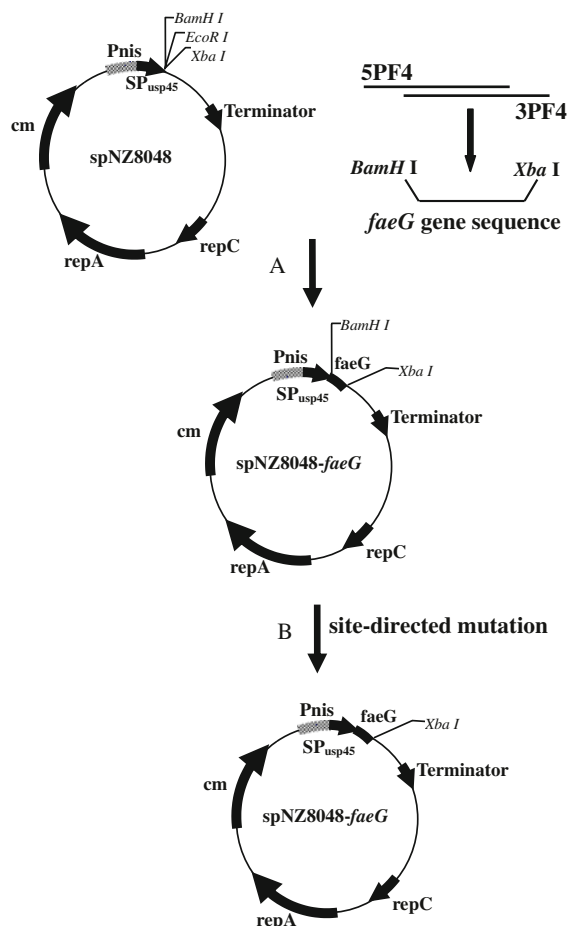 BamH I
EcoR I
Xba I
Pnis
SPusp45
Terminator
cm
spNZ8048
repA
repC
5PF4
3PF4
BamH I
Xba I
faeG gene sequence
A
BamH I
Pnis
faeG
Xba I
SPusp45
Terminator
cm
spNZ8048-faeG
repA
repC
B
site-directed mutation
Pnis
faeG
Xba I
SPusp45
Terminator
cm
spNZ8048-faeG
repA
repC